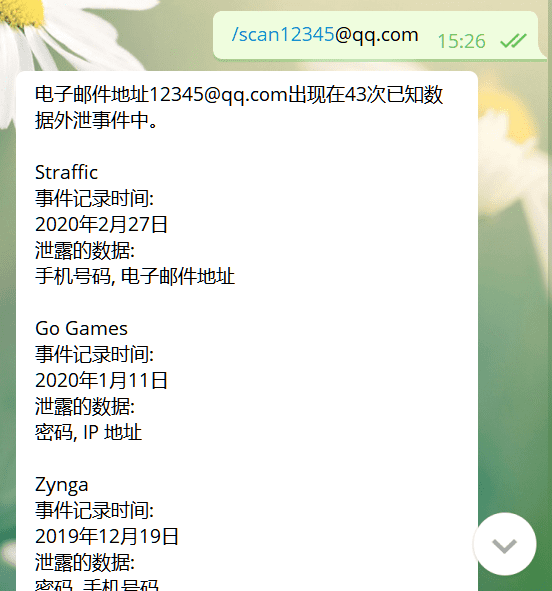 /scan12345@qq.com 15:26
电子邮件地址12345@qq.com出现在43次已知数
据外泄事件中。
Straffic
事件记录时间:
2020年2月27日
泄露的数据:
手机号码, 电子邮件地址
Go Games
事件记录时间:
2020年1月11日
泄露的数据:
密码, IP 地址
Zynga
事件记录时间:
2019年12月19日
泄露的数据:
密码, 手机号码